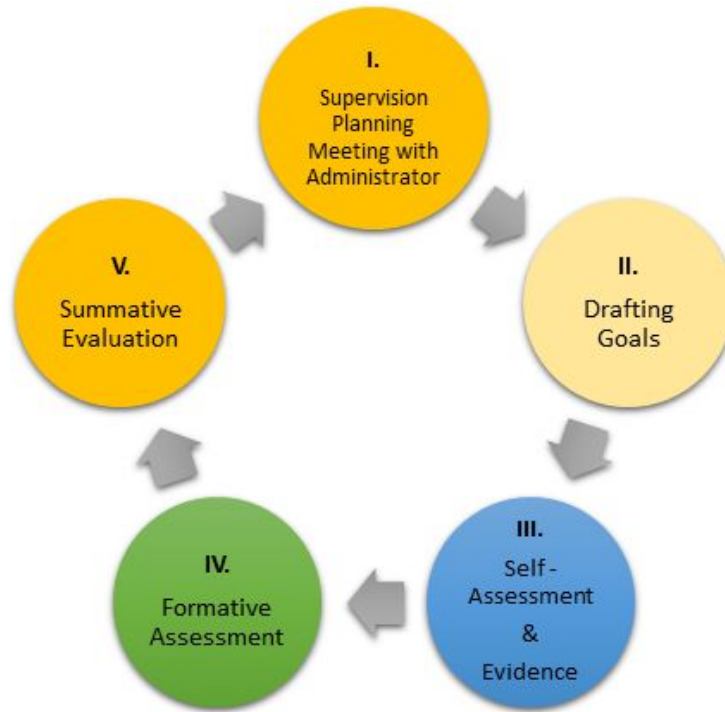 I.
Supervision
Planning
Meeting with
Administrator
II.
Drafting
Goals
III.
Self -
Assessment
&
Evidence
IV.
Formative
Assessment
V.
Summative
Evaluation